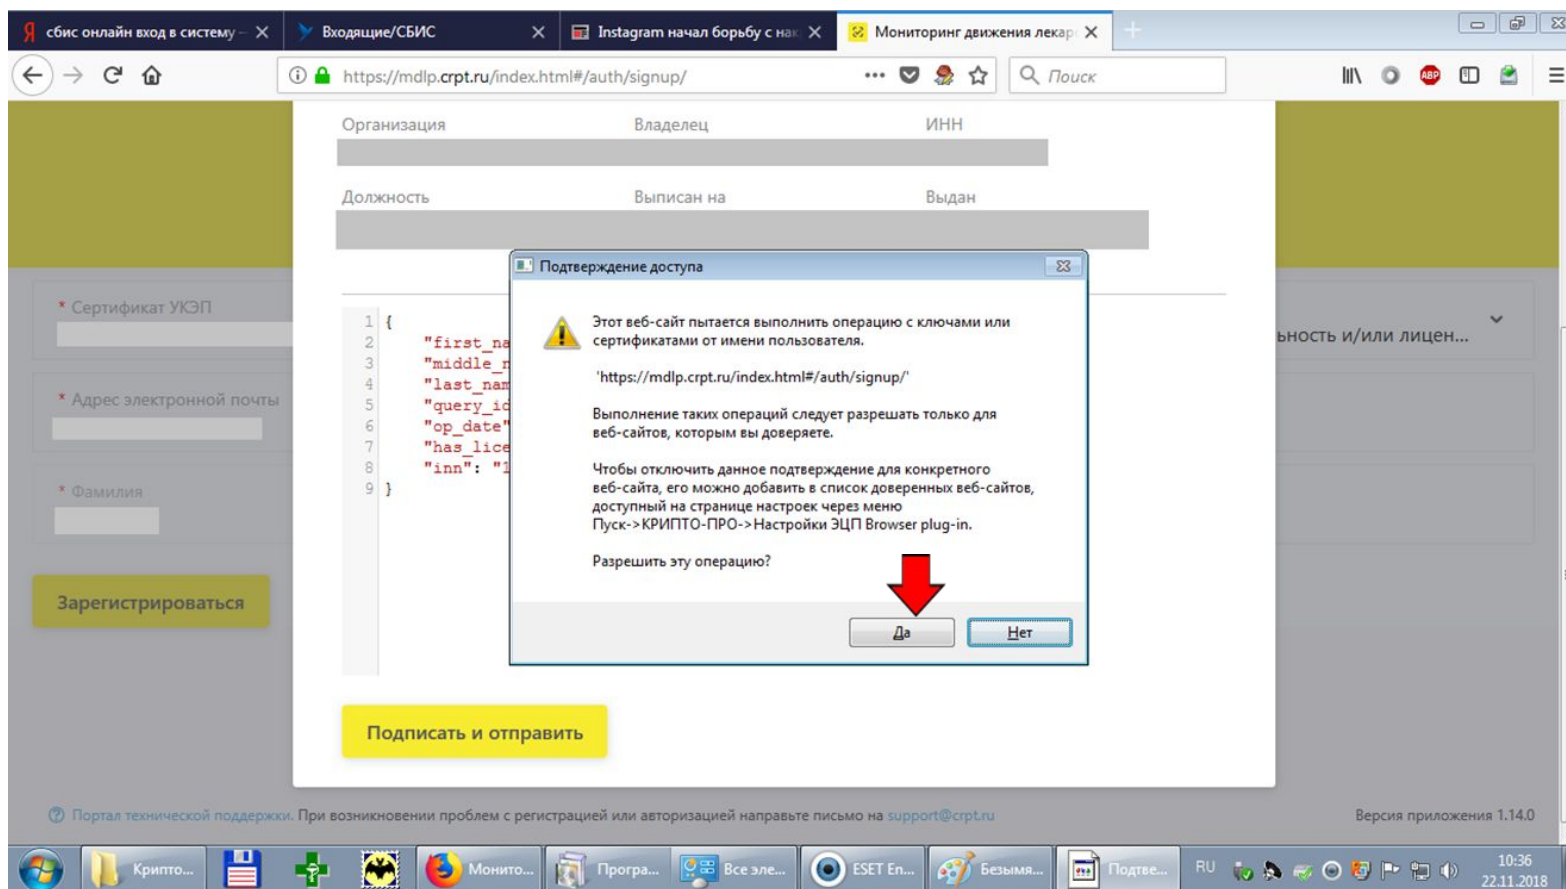 сбис онлайн вход в систему —
Входящие/СБИС
Instagram начал борьбу с нак
Мониторинг движения лекар
https://mdlp.crpt.ru/index.html#/auth/signup/
Поиск
ABP
Организация Владелец ИНН
Должность Выписан на Выдан
* Сертификат УКЭП
ьность и/или лицен...
* Адрес электронной почты
* Фамилия
Зарегистрироваться
1 {
2 "first_na
3 "middle_n
4 "last_nam
5 "query_id
6 "op_date"
7 "has_lice
8 "inn": "1
9 }
Подтверждение доступа
Этот веб-сайт пытается выполнить операцию с ключами или
сертификатами от имени пользователя.
'https://mdlp.crpt.ru/index.html#/auth/signup/'
Выполнение таких операций следует разрешать только для
веб-сайтов, которым вы доверяете.
Чтобы отключить данное подтверждение для конкретного
веб-сайта, его можно добавить в список доверенных веб-сайтов,
доступный на странице настроек через меню
Пуск->КРИПТО-ПРО->Настройки ЭЦП Browser plug-in.
Разрешить эту операцию?
Да Нет
Подписать и отправить
Портал технической поддержки. При возникновении проблем с регистрацией или авторизацией направьте письмо на support@crpt.ru
Версия приложения 1.14.0
Крипто...
Монито...
Програ...
Все эле...
ESET En...
Безымя...
Подтве...
RU
10:36
22.11.2018